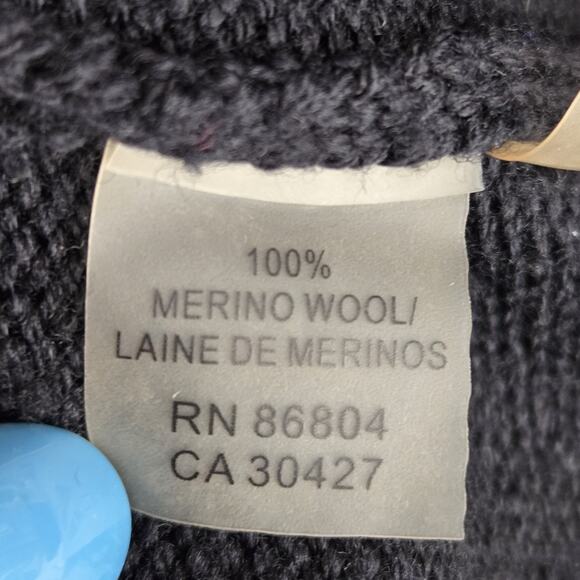 100%
MERINO WOOL/
LAINE DE MERINOS
RN 86804
CA 30427